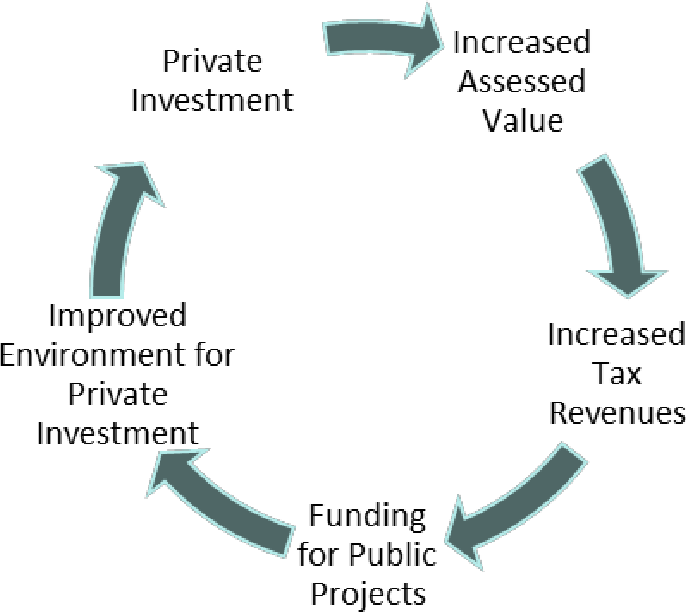 Private
Investment
Increased
Assessed
Value
Increased
Tax
Revenues
Funding
for Public
Projects
Improved
Environment for
Private
Investment